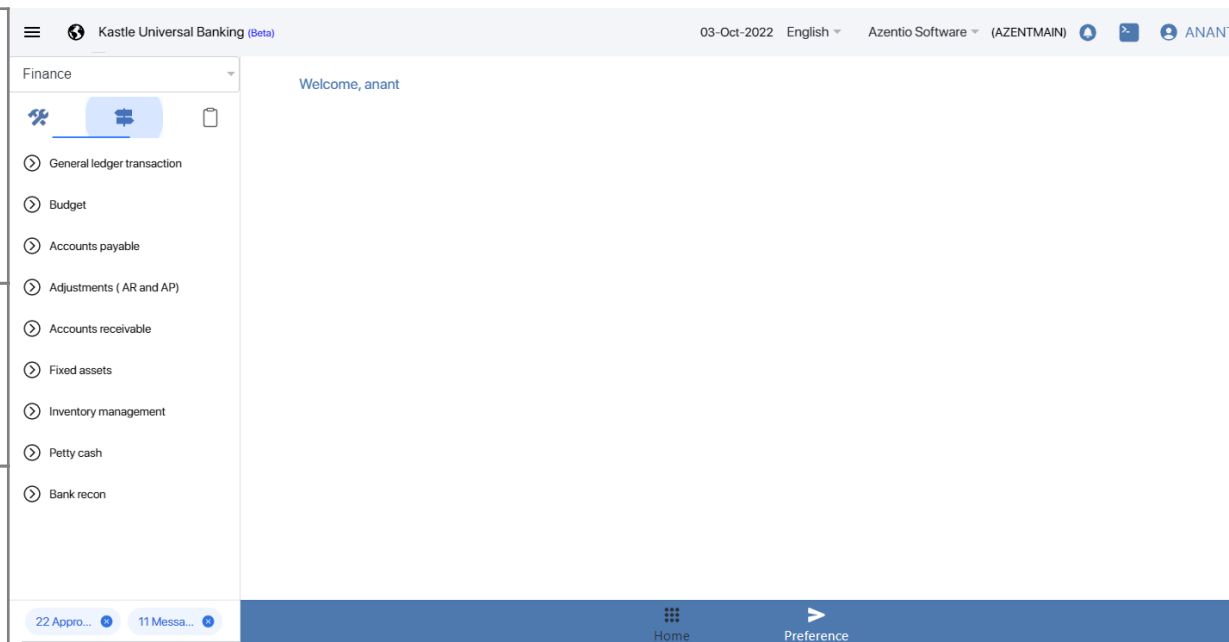 Kastle Universal Banking (Beta)
03-Oct-2022 English Azentio Software (AZENTMAIN) ANANT
Finance
Welcome, anant
General ledger transaction
Budget
Accounts payable
Adjustments ( AR and AP)
Accounts receivable
Fixed assets
Inventory management
Petty cash
Bank recon
22 Appro...
11 Messa...
Home
Preference